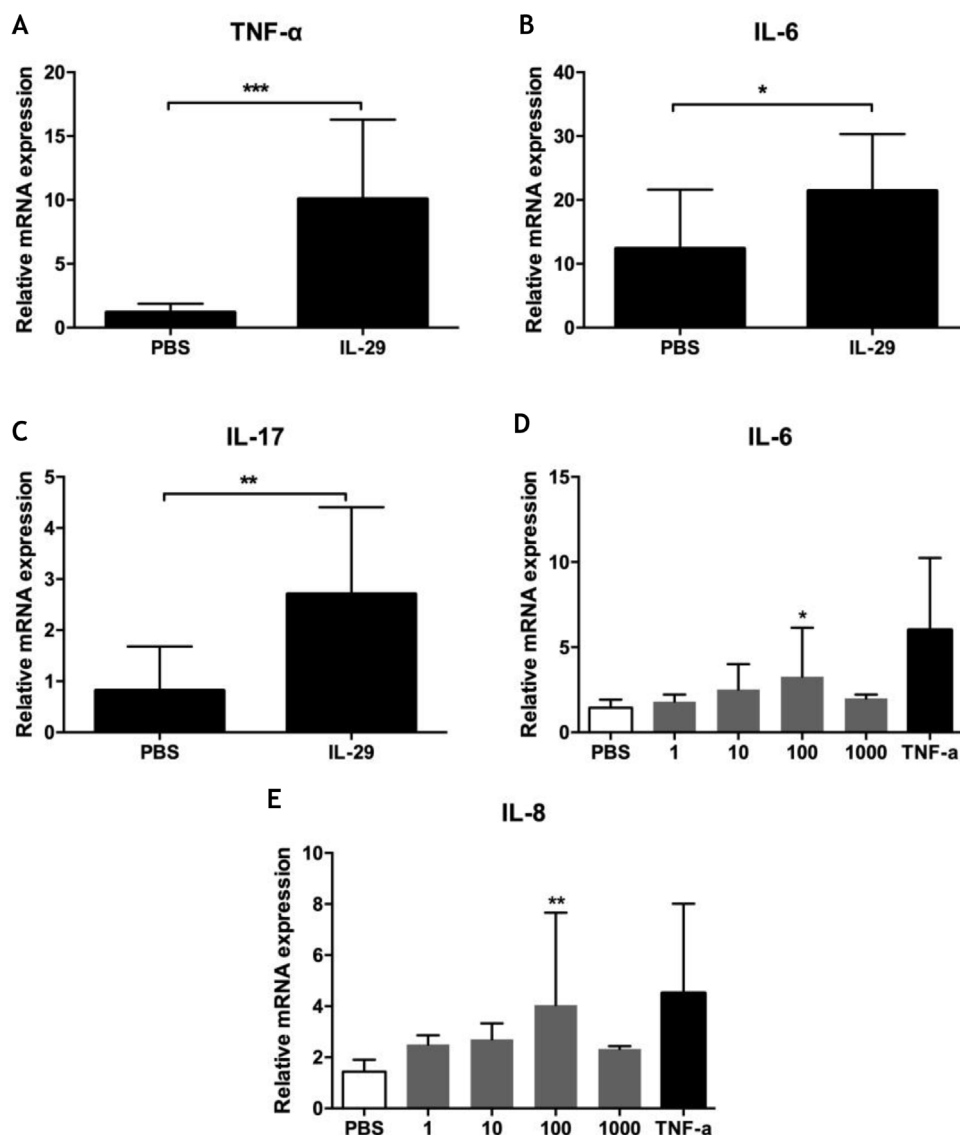 A
TNF-α
Relative mRNA expression
20
15
10
5
0
***
PBS
IL-29
B
IL-6
Relative mRNA expression
40
30
20
10
0
*
PBS
IL-29
C
IL-17
Relative mRNA expression
5
4
3
2
1
0
**
PBS
IL-29
D
IL-6
Relative mRNA expression
15
10
5
0
*
PBS 1 10 100 1000 TNF-a
E
IL-8
Relative mRNA expression
10
8
6
4
2
0
**
PBS 1 10 100 1000 TNF-a